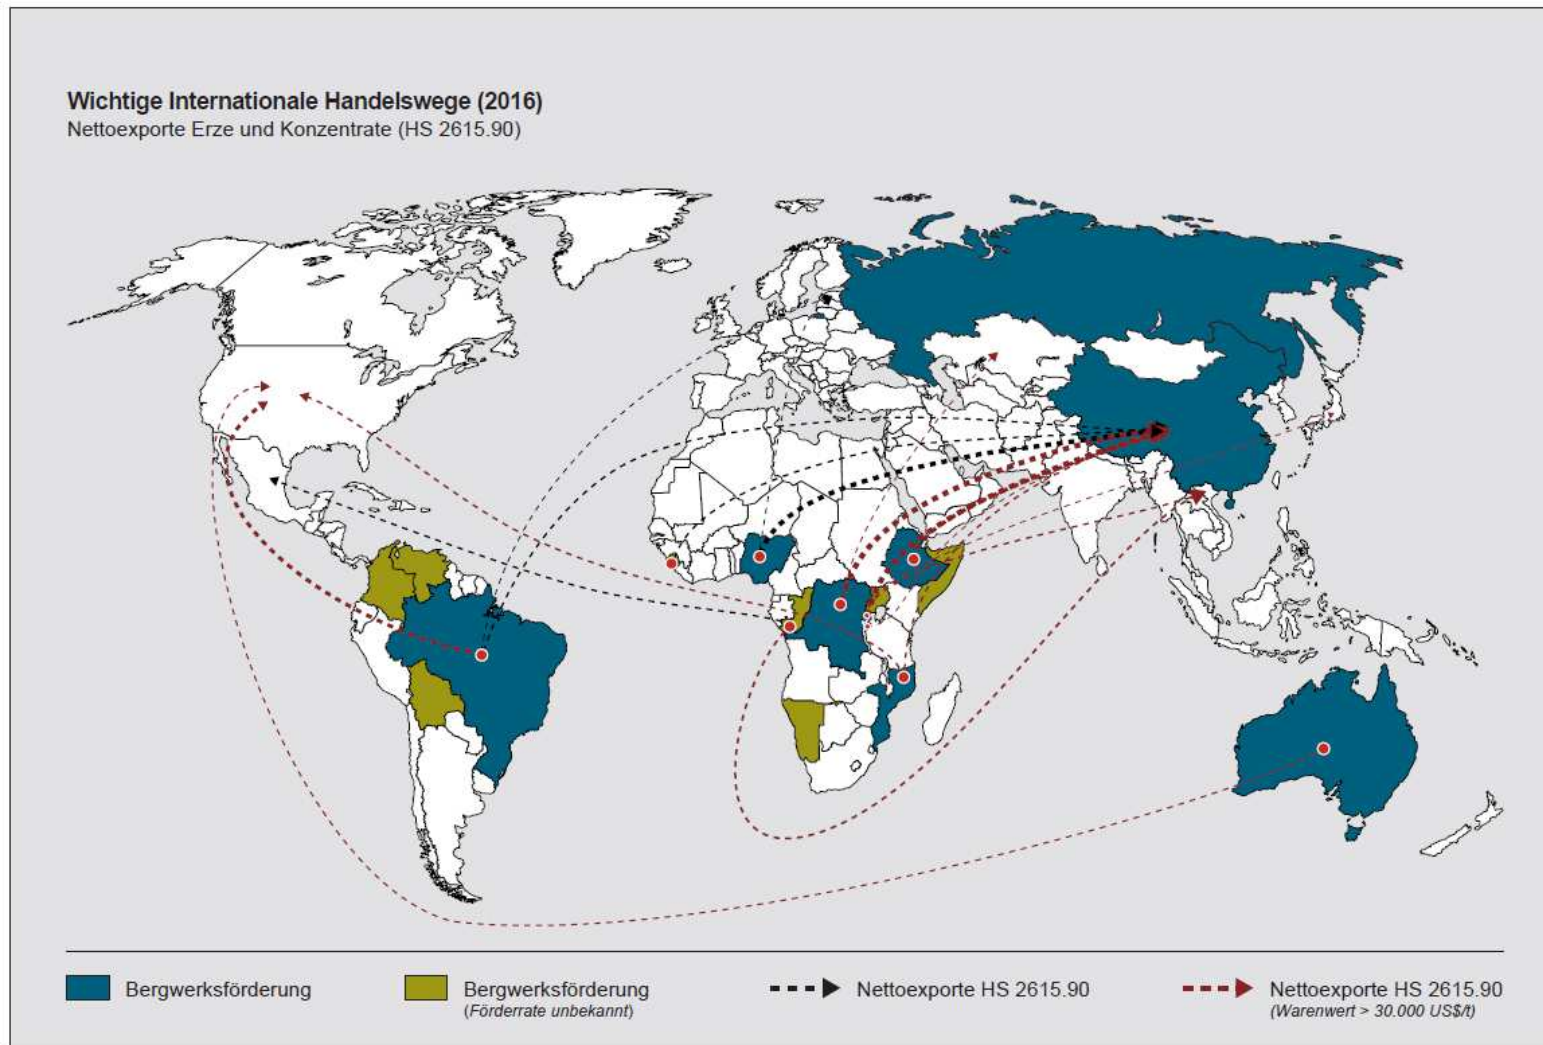 Wichtige Internationale Handelswege (2016)
Nettoexporte Erze und Konzentrate (HS 2615.90)
Bergwerksförderung
Bergwerksförderung
(Förderrate unbekannt)
Nettoexporte HS 2615.90
Nettoexporte HS 2615.90
(Warenwert > 30.000 US$/t)